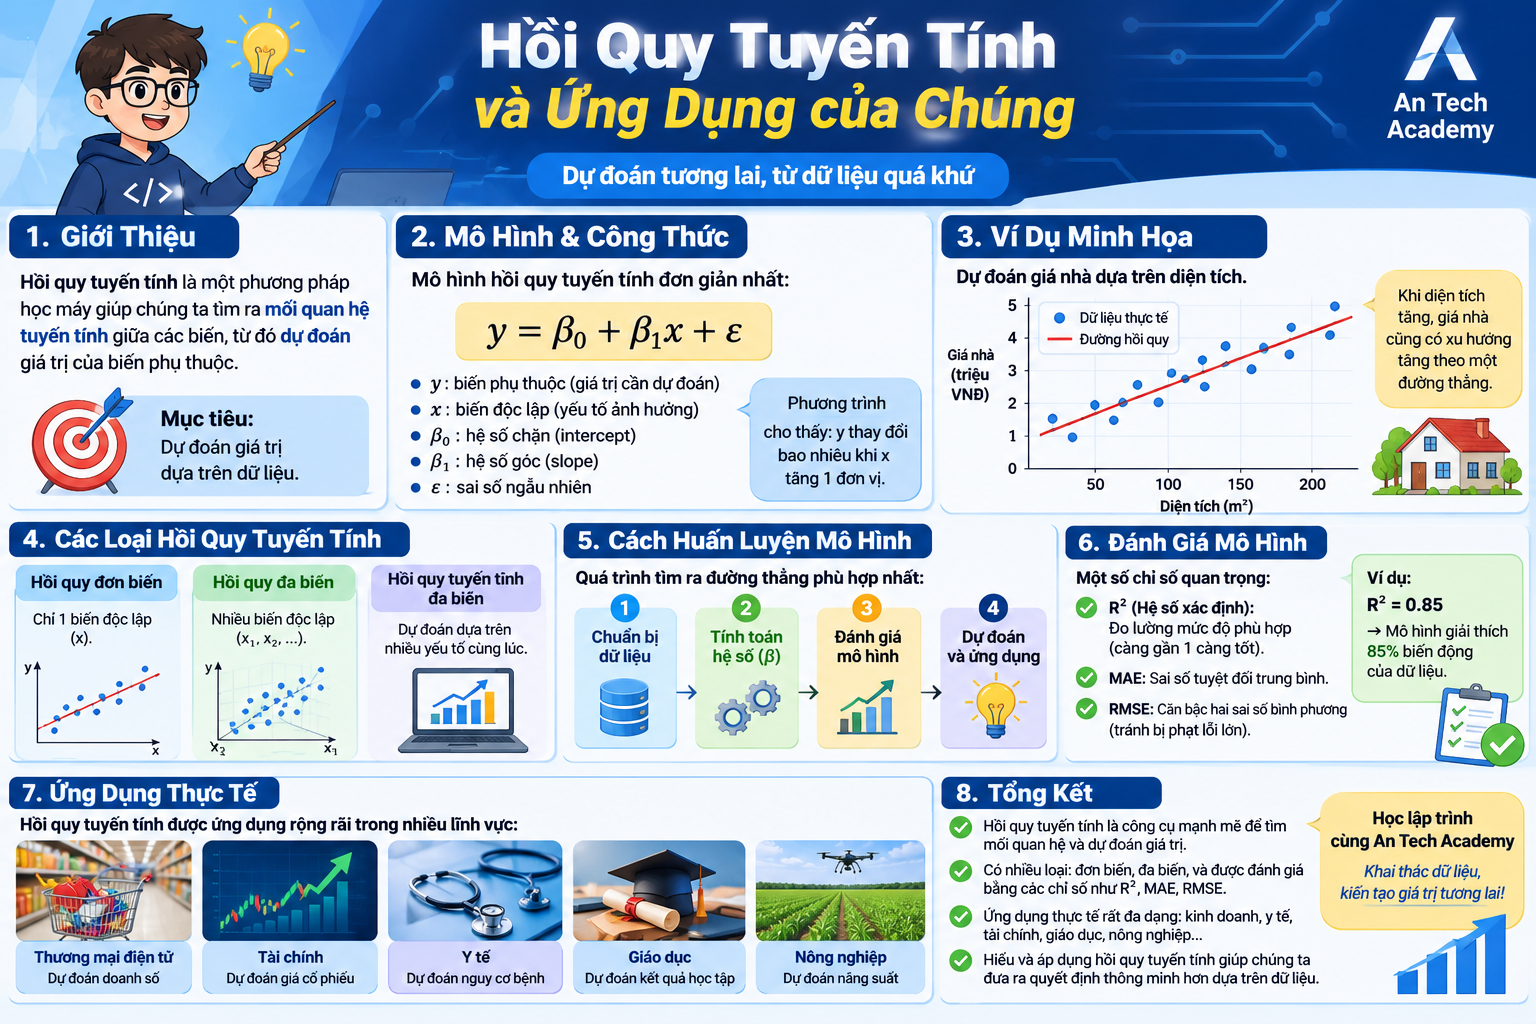 Hồi Quy Tuyến Tính
và Ứng Dụng của Chúng
Dự đoán tương lai, từ dữ liệu quá khứ
An Tech
Academy
</>
1. Giới Thiệu
Hồi quy tuyến tính là một phương pháp
học máy giúp chúng ta tìm ra mối quan hệ
tuyến tính giữa các biến, từ đó dự đoán
giá trị của biến phụ thuộc.
Mục tiêu:
Dự đoán giá trị
dựa trên dữ liệu.
2. Mô Hình & Công Thức
Mô hình hồi quy tuyến tính đơn giản nhất:
y = β₀ + β₁x + ε
y : biến phụ thuộc (giá trị cần dự đoán)
x : biến độc lập (yếu tố ảnh hưởng)
β₀ : hệ số chặn (intercept)
β₁ : hệ số góc (slope)
ε : sai số ngẫu nhiên
Phương trình
cho thấy: y thay đổi
bao nhiêu khi x
tăng 1 đơn vị.
3. Ví Dụ Minh Họa
Dự đoán giá nhà dựa trên diện tích.
5
4
3
2
1
0
Giá nhà
(triệu
VNĐ)
Dữ liệu thực tế
Đường hồi quy
50 100 150 200
Diện tích (m²)
Khi diện tích
tăng, giá nhà
cũng có xu hướng
tăng theo một
đường thẳng.
4. Các Loại Hồi Quy Tuyến Tính
Hồi quy đơn biến
Chỉ 1 biến độc lập
(x).
y
x
Hồi quy đa biến
Nhiều biến độc lập
(x₁, x₂, ...).
y
x₂
x₁
Hồi quy tuyến tính
đa biến
Dự đoán dựa trên
nhiều yếu tố cùng lúc.
5. Cách Huấn Luyện Mô Hình
Quá trình tìm ra đường thẳng phù hợp nhất:
1
Chuẩn bị
dữ liệu
2
Tính toán
hệ số (β)
3
Đánh giá
mô hình
4
Dự đoán
và ứng dụng
6. Đánh Giá Mô Hình
Một số chỉ số quan trọng:
R² (Hệ số xác định):
Đo lường mức độ phù hợp
(càng gần 1 càng tốt).
MAE: Sai số tuyệt đối trung bình.
RMSE: Căn bậc hai sai số bình phương
(tránh bị phạt lỗi lớn).
Ví dụ:
R² = 0.85
→ Mô hình giải thích
85% biến động
của dữ liệu.
7. Ứng Dụng Thực Tế
Hồi quy tuyến tính được ứng dụng rộng rãi trong nhiều lĩnh vực:
Thương mại điện tử
Dự đoán doanh số
Tài chính
Dự đoán giá cổ phiếu
Y tế
Dự đoán nguy cơ bệnh
Giáo dục
Dự đoán kết quả học tập
Nông nghiệp
Dự đoán năng suất
8. Tổng Kết
Hồi quy tuyến tính là công cụ mạnh mẽ để tìm
mối quan hệ và dự đoán giá trị.
Có nhiều loại: đơn biến, đa biến, và được đánh giá
bằng các chỉ số như R², MAE, RMSE.
Ứng dụng thực tế rất đa dạng: kinh doanh, y tế,
tài chính, giáo dục, nông nghiệp...
Hiểu và áp dụng hồi quy tuyến tính giúp chúng ta
đưa ra quyết định thông minh hơn dựa trên dữ liệu.
Học lập trình
cùng An Tech Academy
Khai thác dữ liệu,
kiến tạo giá trị tương lai!